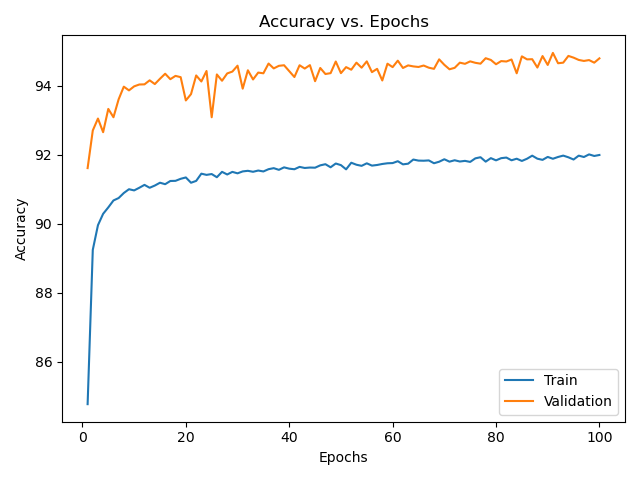 Accuracy vs. Epochs
Accuracy
94
92
90
88
86
0 20 40 60 80 100
Epochs
Train
Validation